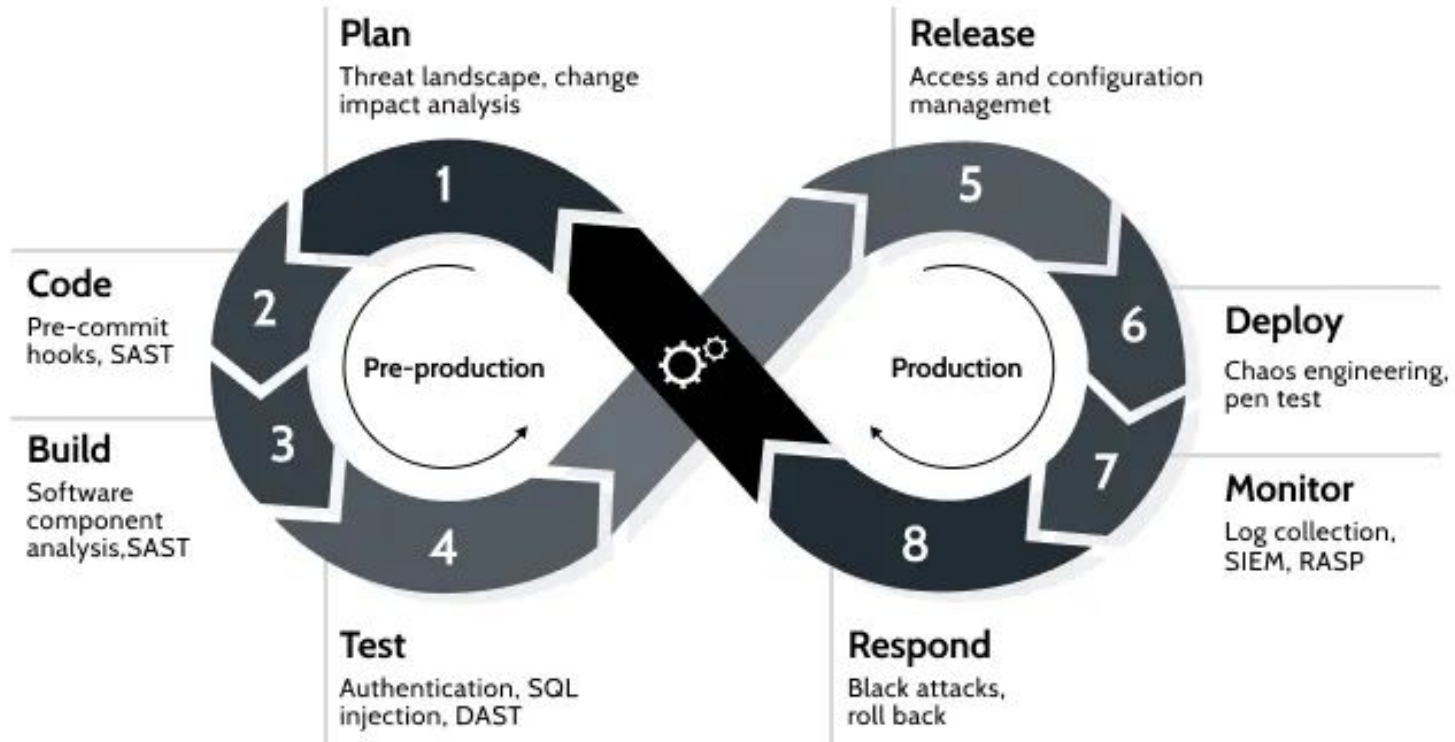 Plan
Threat landscape, change
impact analysis
Release
Access and configuration
managemet
1
5
Code
Pre-commit
hooks, SAST
2
Pre-production
Production
6
Deploy
Chaos engineering,
pen test
Build
Software
component
analysis,SAST
3
7
Monitor
Log collection,
SIEM, RASP
4
8
Test
Authentication, SQL
injection, DAST
Respond
Black attacks,
roll back